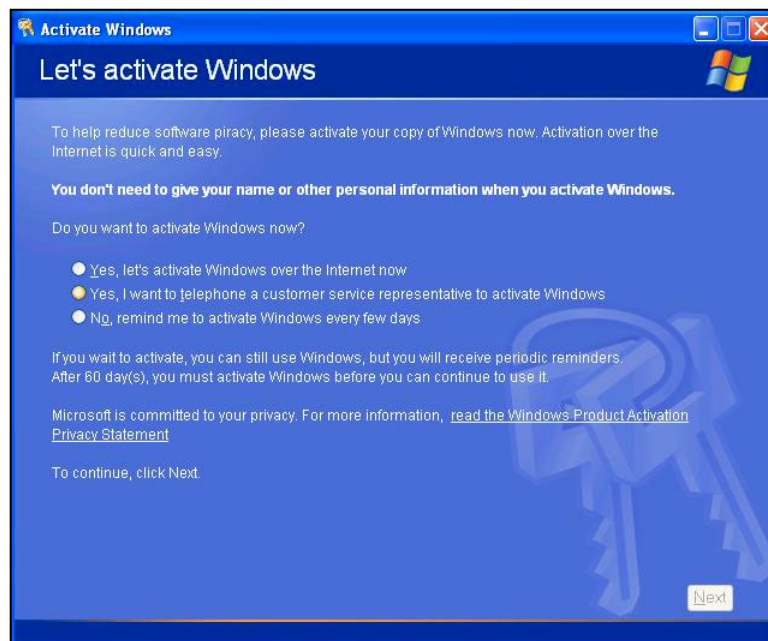 Activate Windows
Let's activate Windows
To help reduce software piracy, please activate your copy of Windows now. Activation over the
Internet is quick and easy.
You don't need to give your name or other personal information when you activate Windows.
Do you want to activate Windows now?
Yes, let's activate Windows over the Internet now
Yes, I want to telephone a customer service representative to activate Windows
No, remind me to activate Windows every few days
If you wait to activate, you can still use Windows, but you will receive periodic reminders.
After 60 day(s), you must activate Windows before you can continue to use it.
Microsoft is committed to your privacy. For more information, read the Windows Product Activation
Privacy Statement
To continue, click Next.
Next